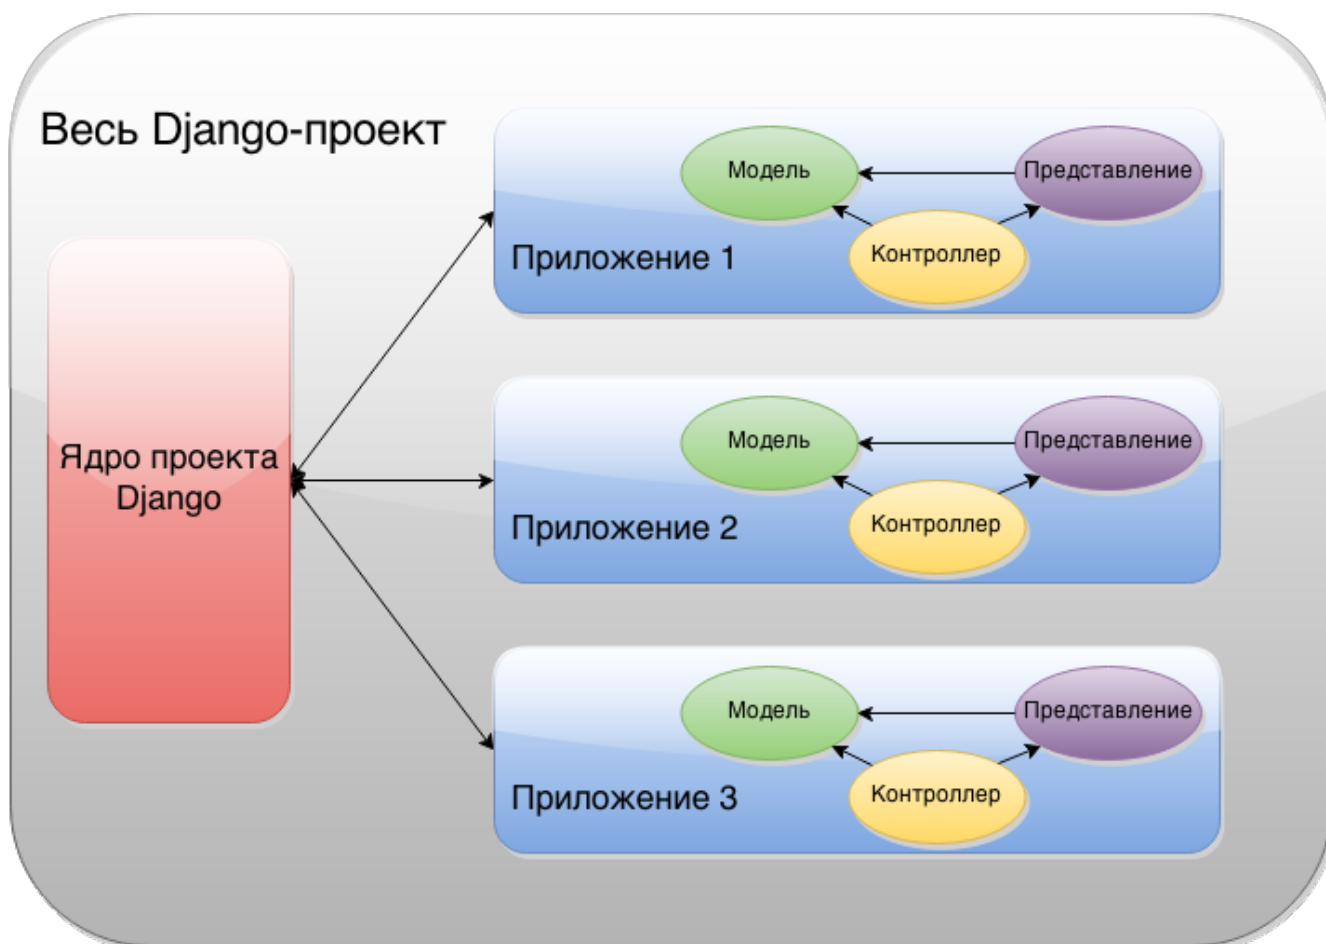 Весь Django-проект
Модель
Представление
Контроллер
Приложение 1
Ядро проекта
Django
Модель
Представление
Контроллер
Приложение 2
Модель
Представление
Контроллер
Приложение 3